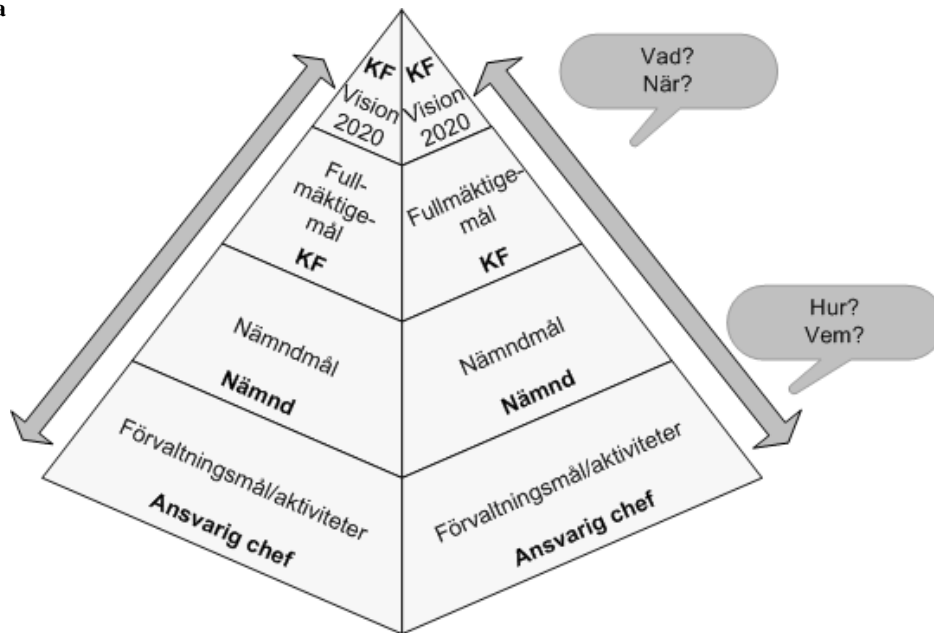 a
KF
Vision
2020
KF
Vision
2020
Vad?
När?
Full-
mäktige-
mål
KF
Fullmäktige-
mål
KF
Hur?
Vem?
Nämndmål
Nämnd
Nämndmål
Nämnd
Förvaltningsmål/aktiviteter
Ansvarig chef
Förvaltningsmål/aktiviteter
Ansvarig chef